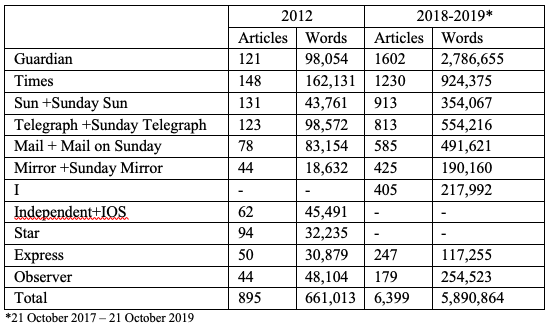 2012 2018-2019*
Articles Words Articles Words
Guardian 121 98,054 1602 2,786,655
Times 148 162,131 1230 924,375
Sun +Sunday Sun 131 43,761 913 354,067
Telegraph +Sunday Telegraph 123 98,572 813 554,216
Mail + Mail on Sunday 78 83,154 585 491,621
Mirror +Sunday Mirror 44 18,632 425 190,160
I - - 405 217,992
Independent+IOS 62 45,491 - -
Star 94 32,235 - -
Express 50 30,879 247 117,255
Observer 44 48,104 179 254,523
Total 895 661,013 6,399 5,890,864
*21 October 2017 – 21 October 2019